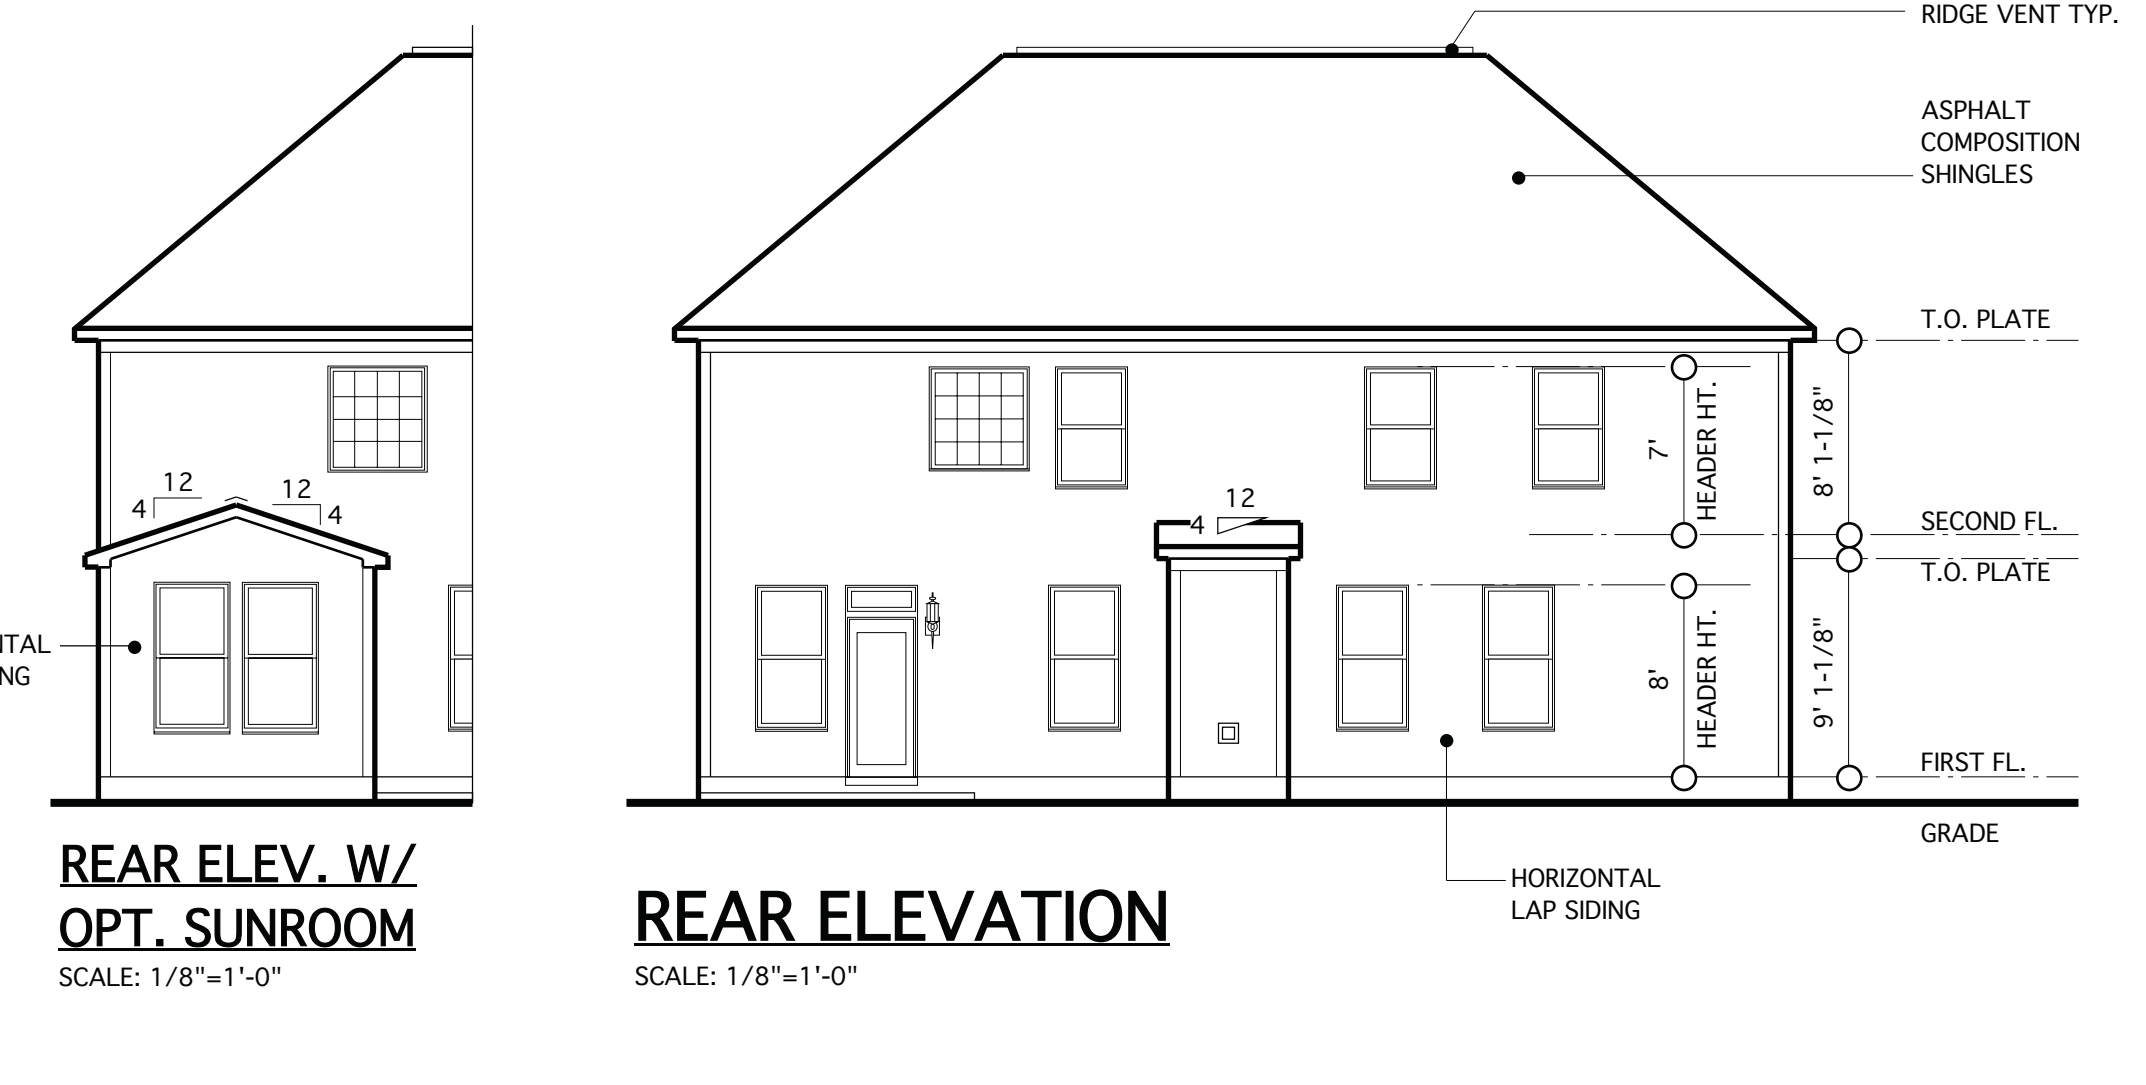 RIDGE VENT TYP.
ASPHALT
COMPOSITION
SHINGLES
T.O. PLATE
7'
HEADER HT.
8' 1-1/8"
12
4
12
4
12
4
SECOND FL.
T.O. PLATE
8'
HEADER HT.
9' 1-1/8"
NTAL
NG
FIRST FL.
GRADE
REAR ELEV. W/
OPT. SUNROOM
SCALE: 1/8"=1'-0"
REAR ELEVATION
SCALE: 1/8"=1'-0"
HORIZONTAL
LAP SIDING